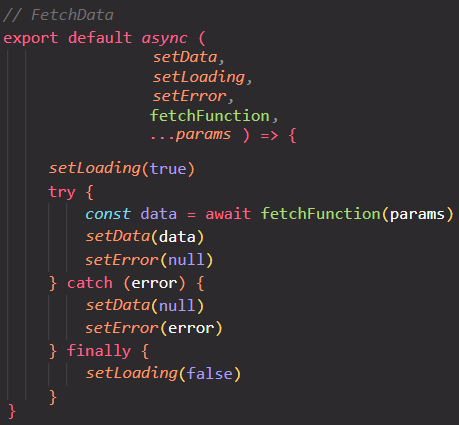 // FetchData
export default async (
setData,
setLoading,
setError,
fetchFunction,
...params ) => {
setLoading(true)
try {
const data = await fetchFunction(params)
setData(data)
setError(null)
} catch (error) {
setData(null)
setError(error)
} finally {
setLoading(false)
}
}